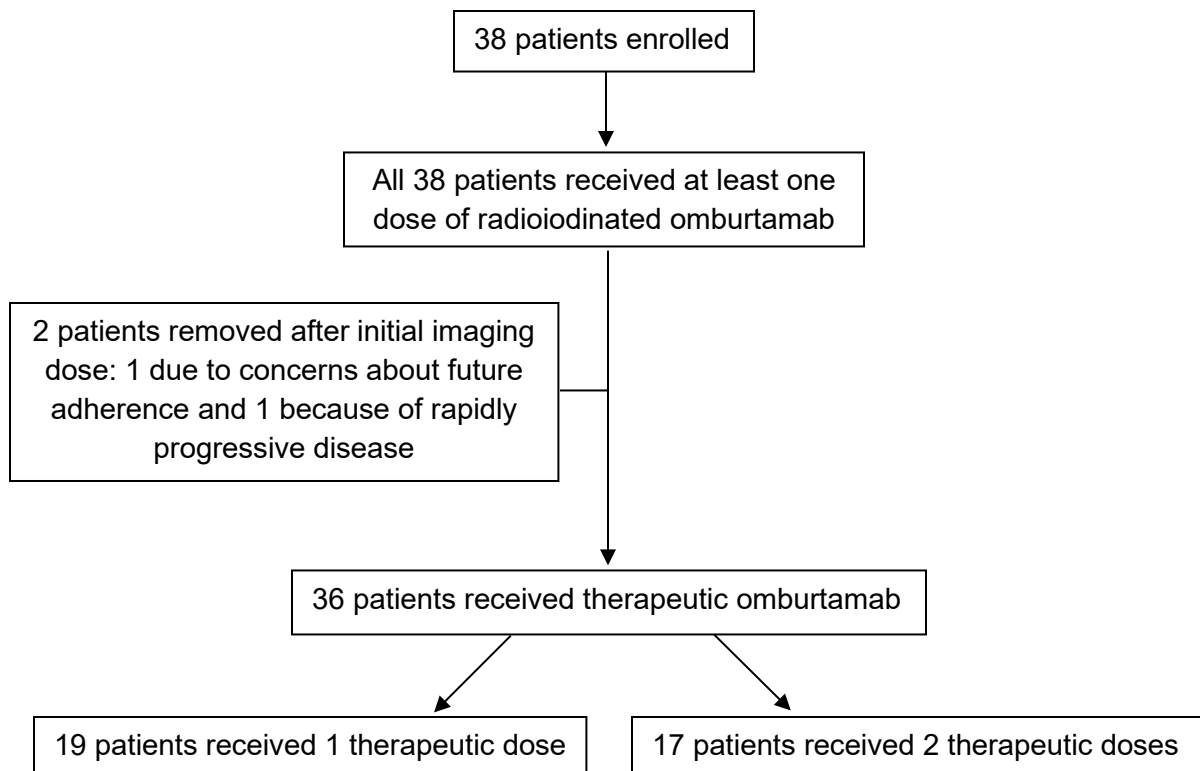 38 patients enrolled
All 38 patients received at least one
dose of radioiodinated omburtamab
2 patients removed after initial imaging
dose: 1 due to concerns about future
adherence and 1 because of rapidly
progressive disease
36 patients received therapeutic omburtamab
19 patients received 1 therapeutic dose
17 patients received 2 therapeutic doses